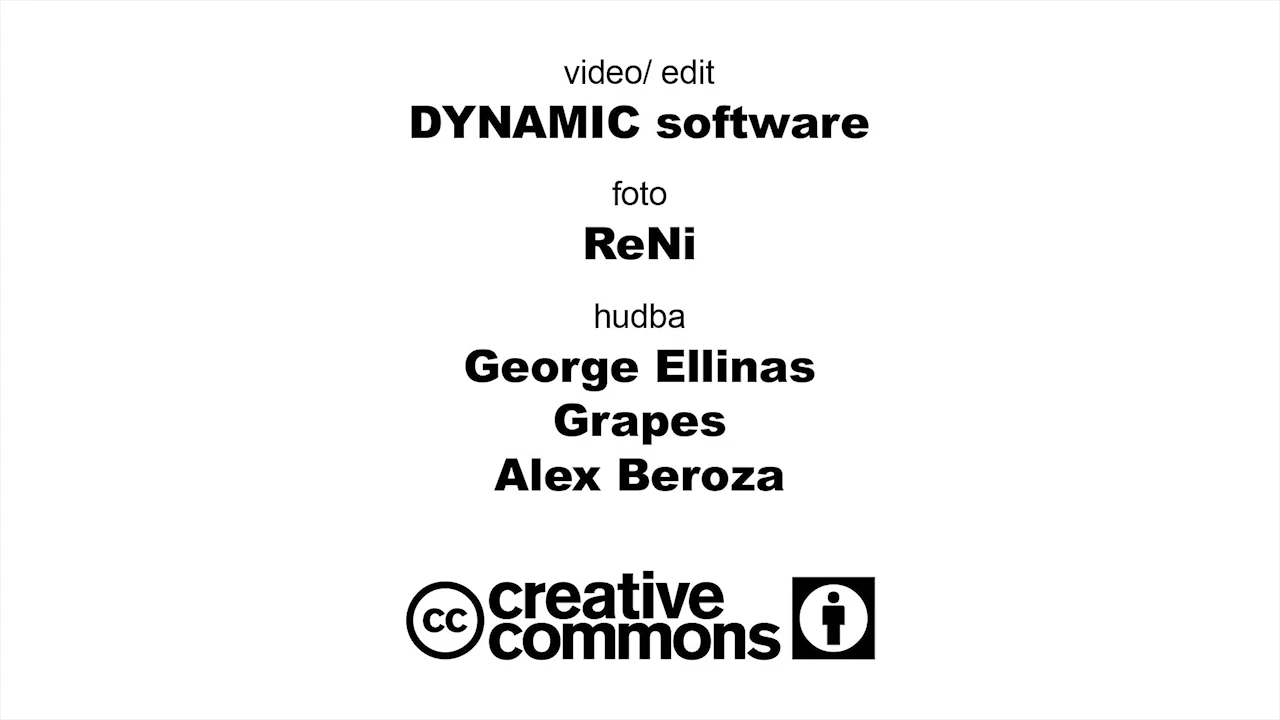 video/ edit
DYNAMIC software
foto
ReNi
hudba
George Ellinas
Grapes
Alex Beroza
cc creative
commons